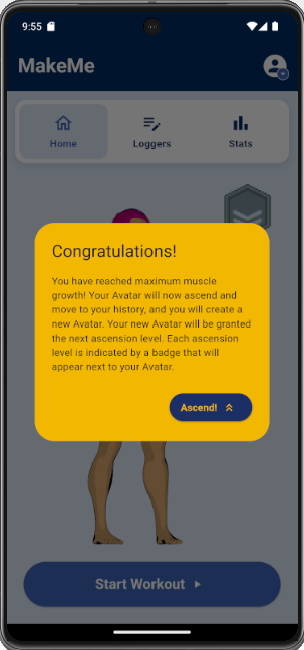 9:55
MakeMe
Home
Loggers
Stats
Congratulations!
You have reached maximum muscle
growth! Your Avatar will now ascend and
move to your history, and you will create a
new Avatar. Your new Avatar will be granted
the next ascension level. Each ascension
level is indicated by a badge that will
appear next to your Avatar.
Ascend!
Start Workout